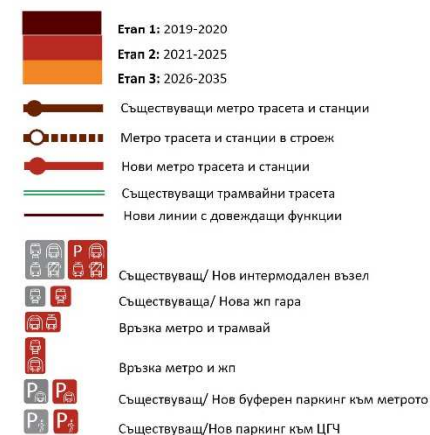 Етап 1: 2019-2020
Етап 2: 2021-2025
Етап 3: 2026-2035
Съществуващи метро трасета и станции
Метро трасета и станции в строеж
Нови метро трасета и станции
Съществуващи трамвайни трасета
Нови линии с довеждащи функции
P
Съществуващ/ Нов интермодален възел
Съществуваща/ Нова жп гара
Връзка метро и трамвай
Връзка метро и жп
P P
Съществуващ/ Нов буферен паркинг към метрото
P P
Съществуващ/Нов паркинг към ЦГЧ